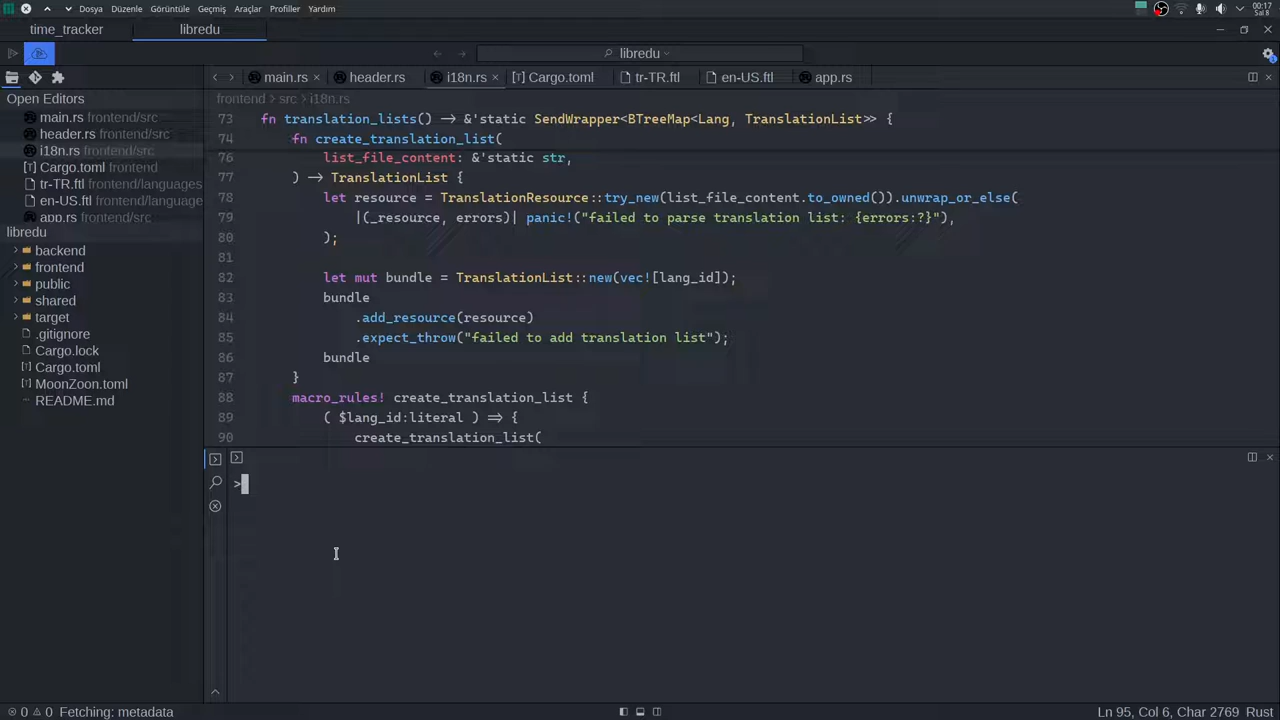 Dosya Düzenle Görüntüle Geçmiş Araçlar Profiller Yardım
00:17
Sal 8
time_tracker
libredu
libredu
main.rs
header.rs
i18n.rs
Cargo.toml
tr-TR.ftl
en-US.ftl
app.rs
Open Editors
main.rs frontend/src
header.rs frontend/src
i18n.rs frontend/src
Cargo.toml frontend
tr-TR.ftl frontend/languages
en-US.ftl frontend/language
app.rs frontend/src
libredu
backend
frontend
public
shared
target
.gitignore
Cargo.lock
Cargo.toml
MoonZoon.toml
README.md
frontend > src > i18n.rs
73 fn translation_lists() -> &'static SendWrapper<BTreeMap<Lang, TranslationList>> {
74 fn create_translation_list(
76 list_file_content: &'static str,
77 ) -> TranslationList {
78 let resource = TranslationResource::try_new(list_file_content.to_owned()).unwrap_or_else(
79 |(_resource, errors)| panic!("failed to parse translation list: {errors:?}"),
80 );
81
82 let mut bundle = TranslationList::new(vec![lang_id]);
83 bundle
84 .add_resource(resource)
85 .expect_throw("failed to add translation list");
86 bundle
87 }
88 macro_rules! create_translation_list {
89 ( $lang_id:literal ) => {
90 create_translation_list(
>
0 0 Fetching: metadata
Ln 95, Col 6, Char 2769 Rust